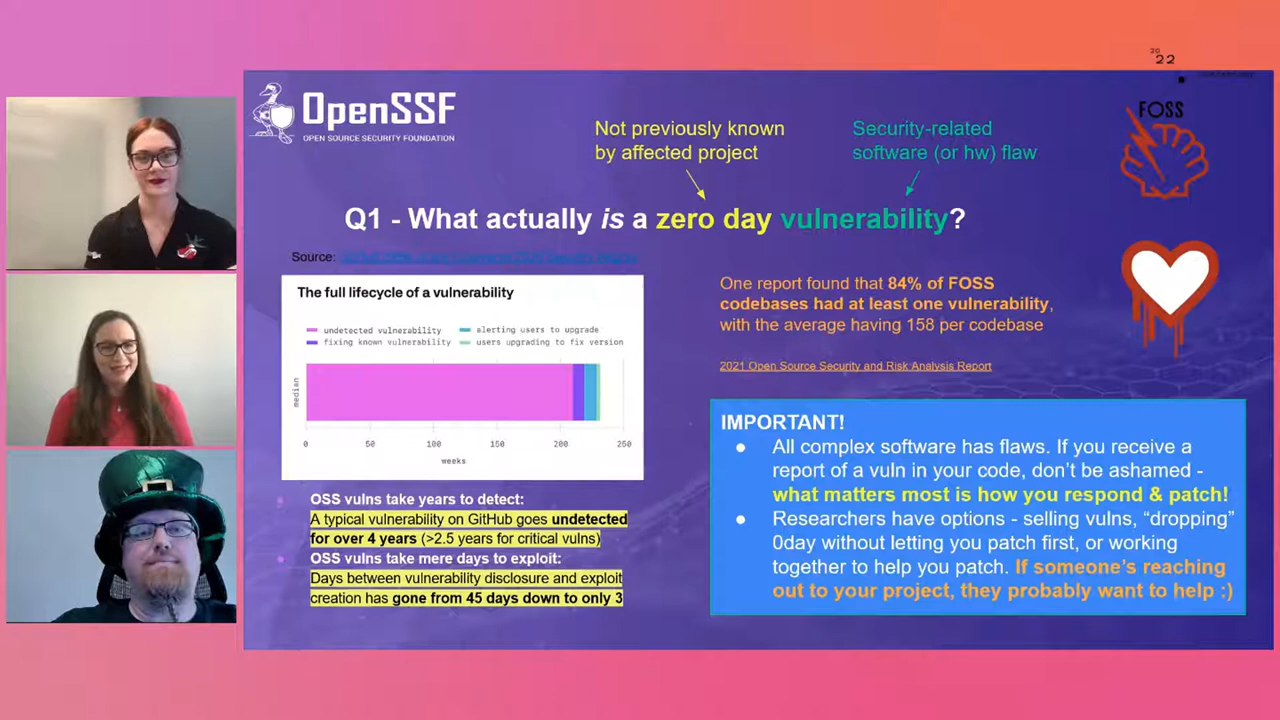 20
22
OpenSSF
OPEN SOURCE SECURITY FOUNDATION
Not previously known
by affected project
Security-related
software (or hw) flaw
FOSS
Q1 - What actually is a zero day vulnerability?
Source:
The full lifecycle of a vulnerability
undetected vulnerability
alerting users to upgrade
fixing known vulnerability
users upgrading to fix version
median
0 50 100 150 200 250
weeks
OSS vulns take years to detect:
A typical vulnerability on GitHub goes undetected
for over 4 years (>2.5 years for critical vulns)
OSS vulns take mere days to exploit:
Days between vulnerability disclosure and exploit
creation has gone from 45 days down to only 3
One report found that 84% of FOSS
codebases had at least one vulnerability,
with the average having 158 per codebase
2021 Open Source Security and Risk Analysis Report
IMPORTANT!
● All complex software has flaws. If you receive a
report of a vuln in your code, don't be ashamed -
what matters most is how you respond & patch!
● Researchers have options - selling vulns, “dropping”
0day without letting you patch first, or working
together to help you patch. If someone's reaching
out to your project, they probably want to help :)